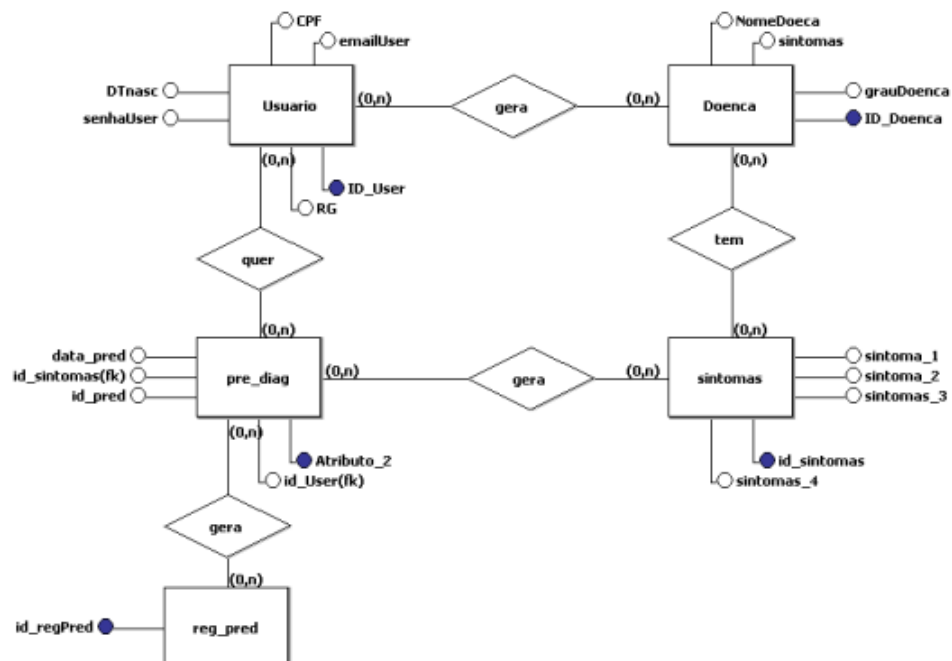 CPF
emailUser
DTnasc
senhaUser
Usuario
(0,n)
gera
(0,n)
NomeDoeca
sintomas
Doenca
grauDoenca
ID_Doenca
(0,n)
ID_User
RG
(0,n)
quer
tem
(0,n)
(0,n)
data_pred
id_sintomas(fk)
id_pred
pre_diag
(0,n)
gera
(0,n)
sintomas
sintoma_1
sintoma_2
sintomas_3
(0,n)
Atributo_2
id_User(fk)
id_sintomas
sintomas_4
gera
(0,n)
id_regPred
reg_pred